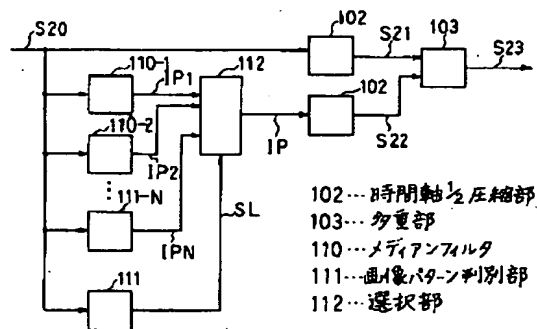 S20
102
S21
103
S23
110-1
IP1
112
102
IP
S22
110-2
IP2
⋮
111-N
IPN
SL
111
102…時間軸½圧縮部
103…多重部
110…メディアンフィルタ
111…画像パターン判別部
112…選択部